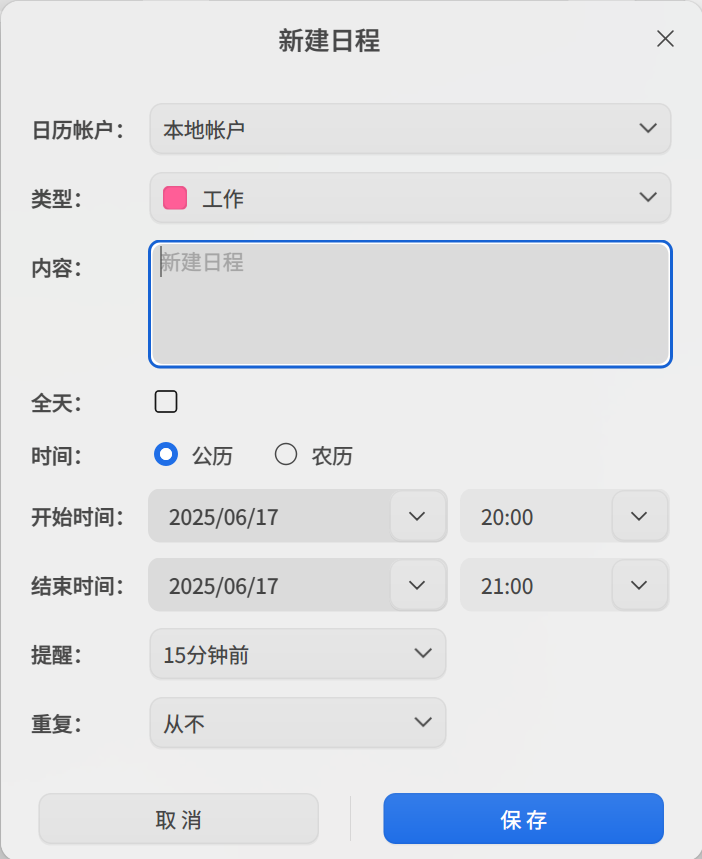 新建日程
日历帐户： 本地帐户
类型： 工作
内容： 新建日程
全天：
时间： 公历 农历
开始时间： 2025/06/17 20:00
结束时间： 2025/06/17 21:00
提醒： 15分钟前
重复： 从不
取消 保存